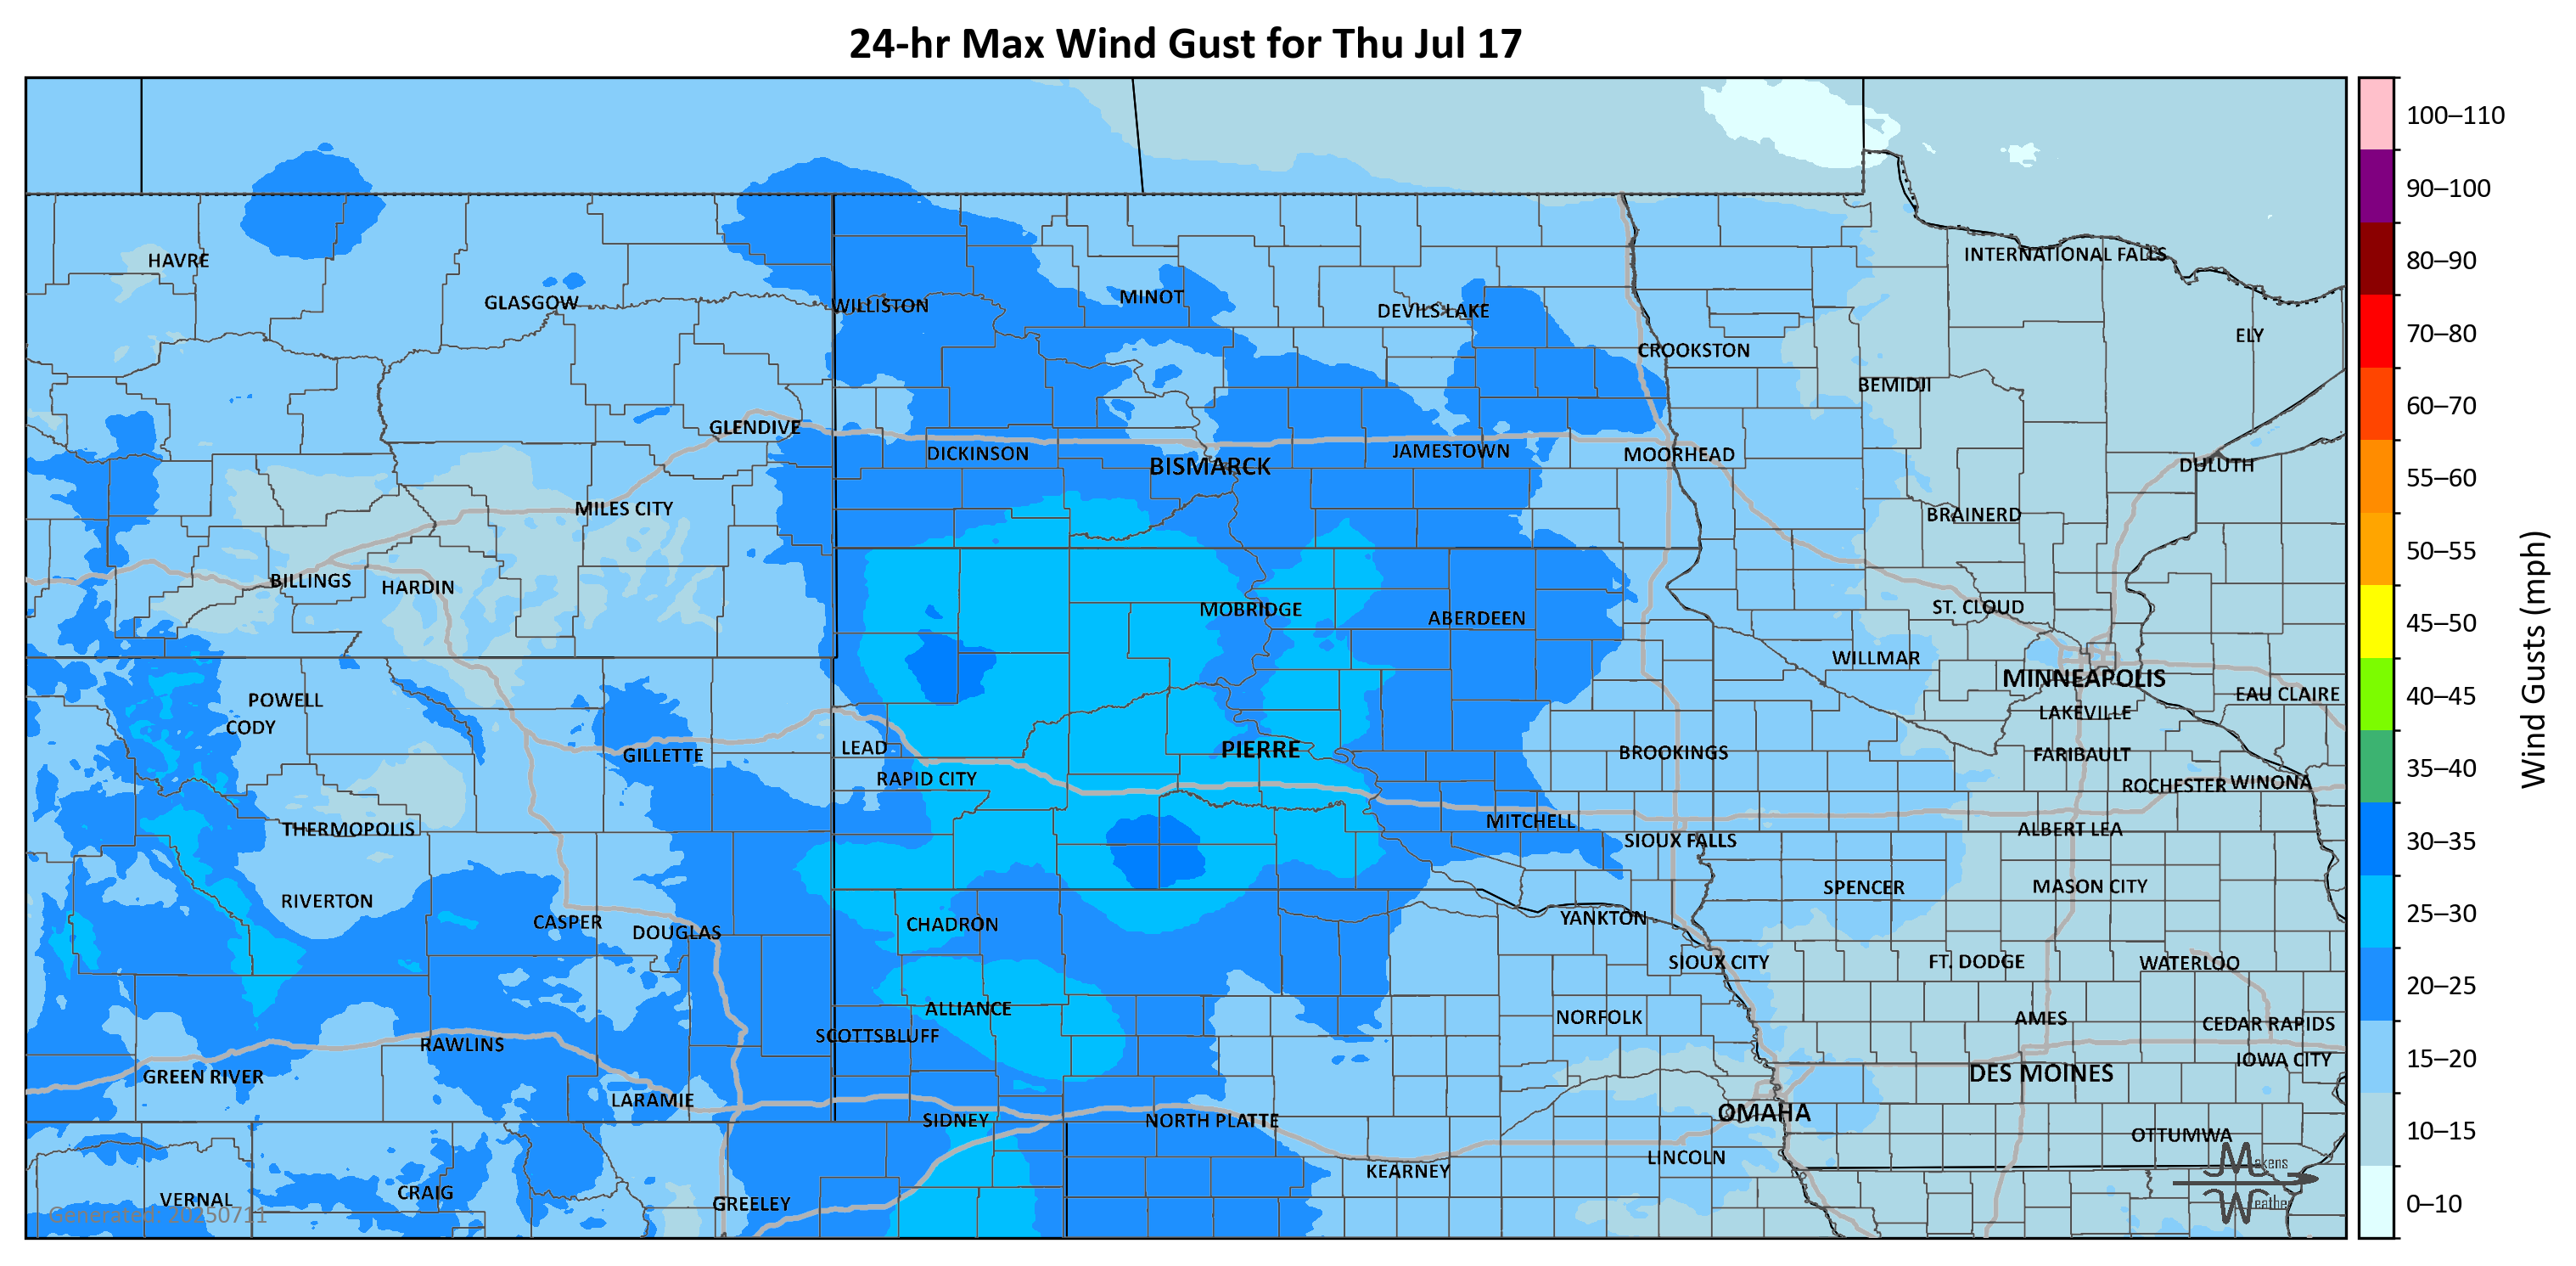 24-hr Max Wind Gust for Thu Jul 17
100–110
90–100
80–90
70–80
60–70
55–60
50–55
45–50
40–45
35–40
30–35
25–30
20–25
15–20
10–15
0–10
Wind Gusts (mph)
HAVRE
INTERNATIONAL FALLS
GLASGOW
WILLISTON
MINOT
DEVILS LAKE
ELY
CROOKSTON
BEMIDJI
GLENDIVE
DICKINSON
BISMARCK
JAMESTOWN
MOORHEAD
DULUTH
MILES CITY
BRAINERD
BILLINGS
HARDIN
MOBRIDGE
ABERDEEN
ST. CLOUD
WILLMAR
MINNEAPOLIS
POWELL
EAU CLAIRE
CODY
LAKEVILLE
GILLETTE
LEAD
PIERRE
BROOKINGS
FARIBAULT
RAPID CITY
ROCHESTER
WINONA
THERMOPOLIS
MITCHELL
SIOUX FALLS
ALBERT LEA
RIVERTON
SPENCER
MASON CITY
CASPER
DOUGLAS
CHADRON
YANKTON
SIOUX CITY
FT. DODGE
WATERLOO
ALLIANCE
NORFOLK
AMES
CEDAR RAPIDS
RAWLINS
SCOTTSBLUFF
IOWA CITY
GREEN RIVER
DES MOINES
LARAMIE
SIDNEY
NORTH PLATTE
OMAHA
OTTUMWA
KEARNEY
LINCOLN
VERNAL
CRAIG
GREELEY
Generated: 20250711
Makens
Weather